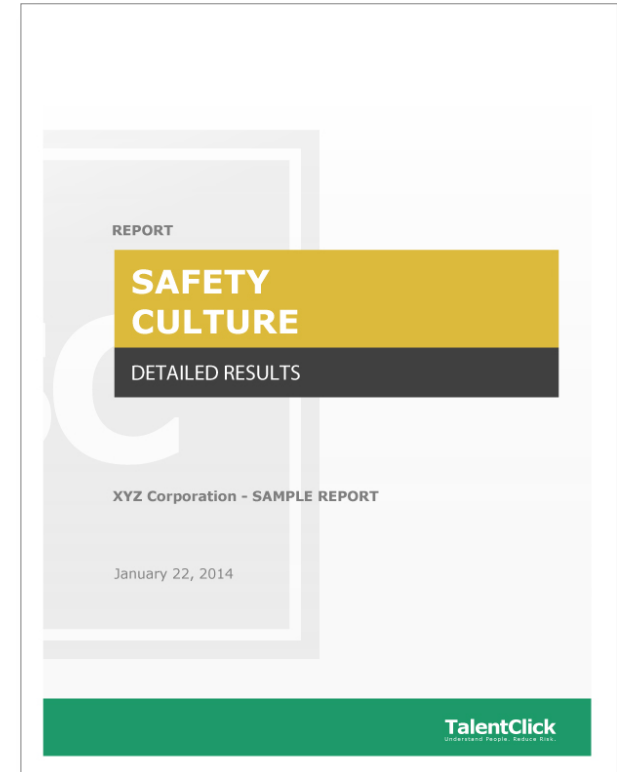 REPORT
SAFETY
CULTURE
DETAILED RESULTS
XYZ Corporation - SAMPLE REPORT
January 22, 2014
TalentClick
Understand People. Reduce Risk.